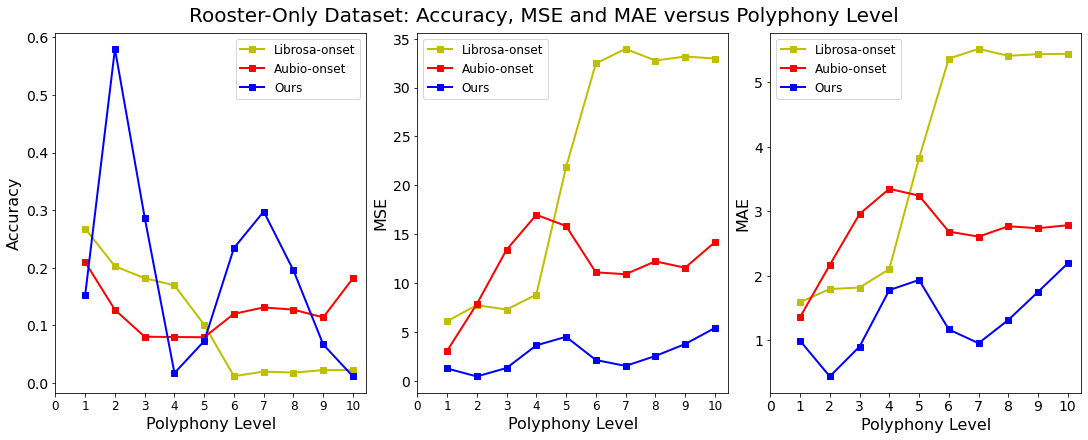 Rooster-Only Dataset: Accuracy, MSE and MAE versus Polyphony Level
Accuracy
0.6
0.5
0.4
0.3
0.2
0.1
0.0
Librosa-onset
Aubio-onset
Ours
0 1 2 3 4 5 6 7 8 9 10
Polyphony Level
MSE
35
30
25
20
15
10
5
0
Librosa-onset
Aubio-onset
Ours
0 1 2 3 4 5 6 7 8 9 10
Polyphony Level
MAE
5
4
3
2
1
Librosa-onset
Aubio-onset
Ours
0 1 2 3 4 5 6 7 8 9 10
Polyphony Level